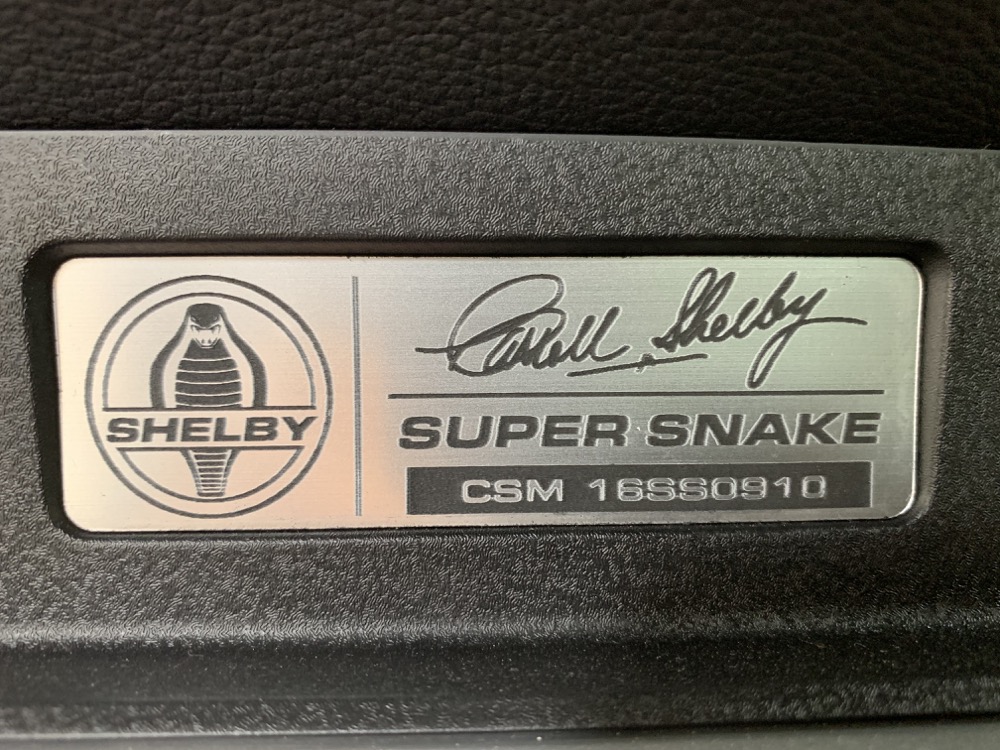 SHELBY
Carroll Shelby
SUPER SNAKE
CSM 16SS0910